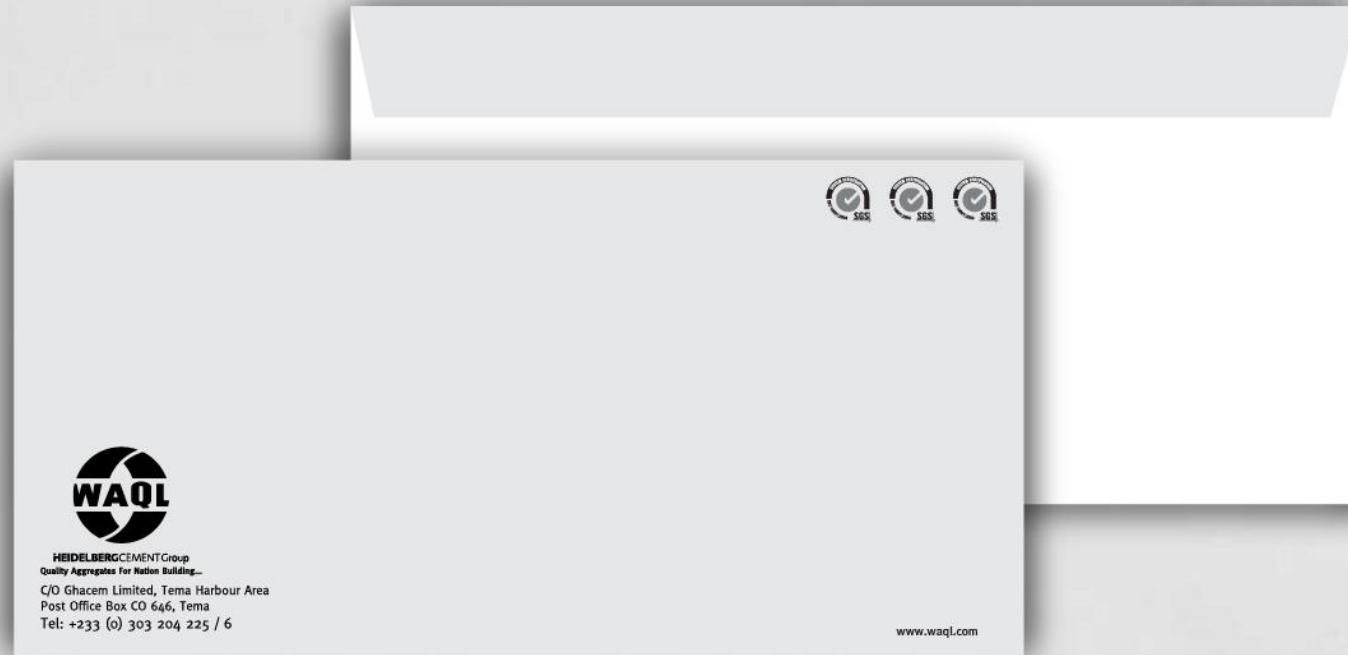 SGS SGS SGS
WAQL
HEIDELBERGCEMENTGroup
Quality Aggregates For Nation Building...
C/O Ghacem Limited, Tema Harbour Area
Post Office Box CO 646, Tema
Tel: +233 (0) 303 204 225 / 6
www.waql.com